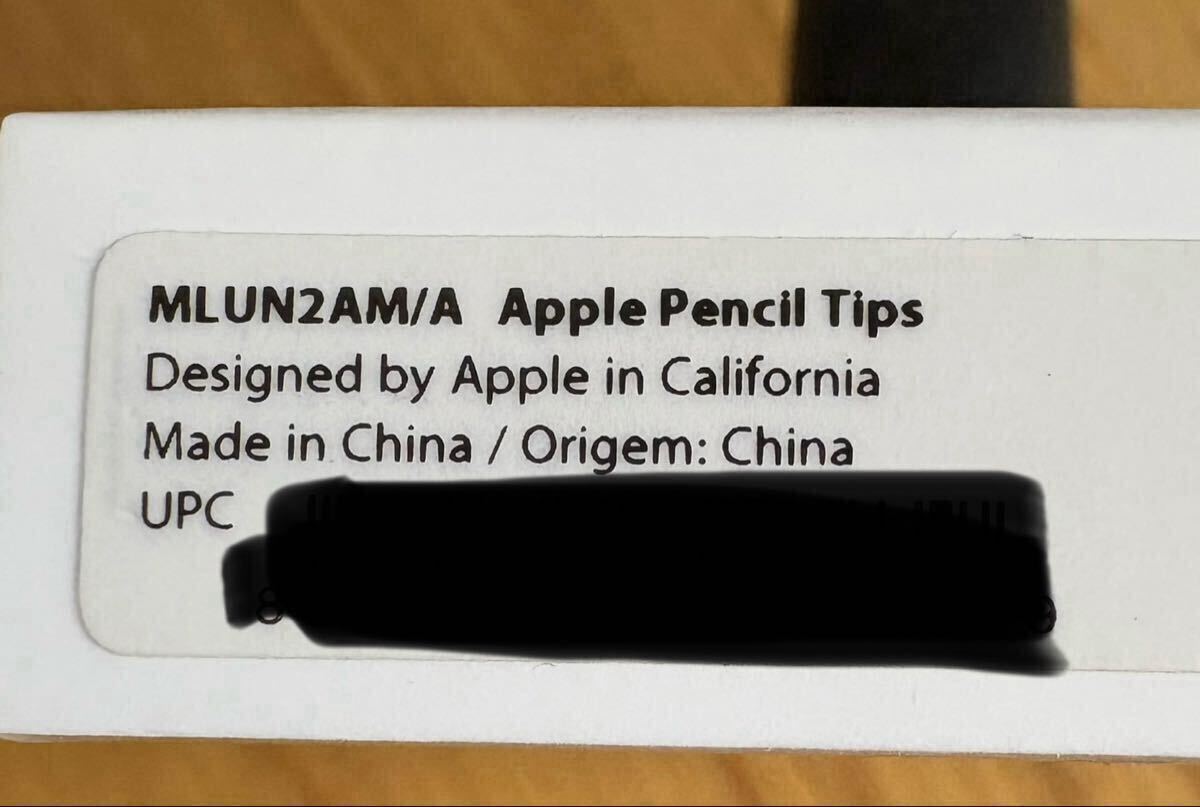 MLUN2AM/A Apple Pencil Tips
Designed by Apple in California
Made in China / Origem: China
UPC